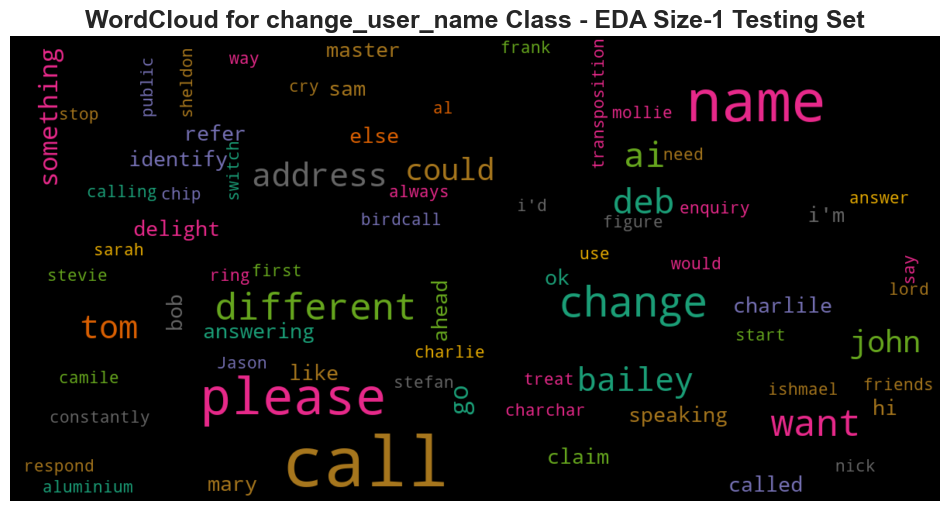 WordCloud for change_user_name Class - EDA Size-1 Testing Set
something
stop
public
sheldon
way
master
cry
sam
frank
al
transposition
mollie
name
refer
else
identify
switch
address
could
ai
need
calling
chip
always
deb
enquiry
answer
i'd
figure
i'm
birdcall
delight
sarah
stevie
ring
first
use
ok
would
say
lord
bob
different
ahead
change
charlile
tom
answering
start
john
charlie
Jason
like
camile
please
stefan
go
treat
bailey
ishmael
friends
constantly
charchar
speaking
want
hi
call
claim
respond
nick
aluminium
mary
called